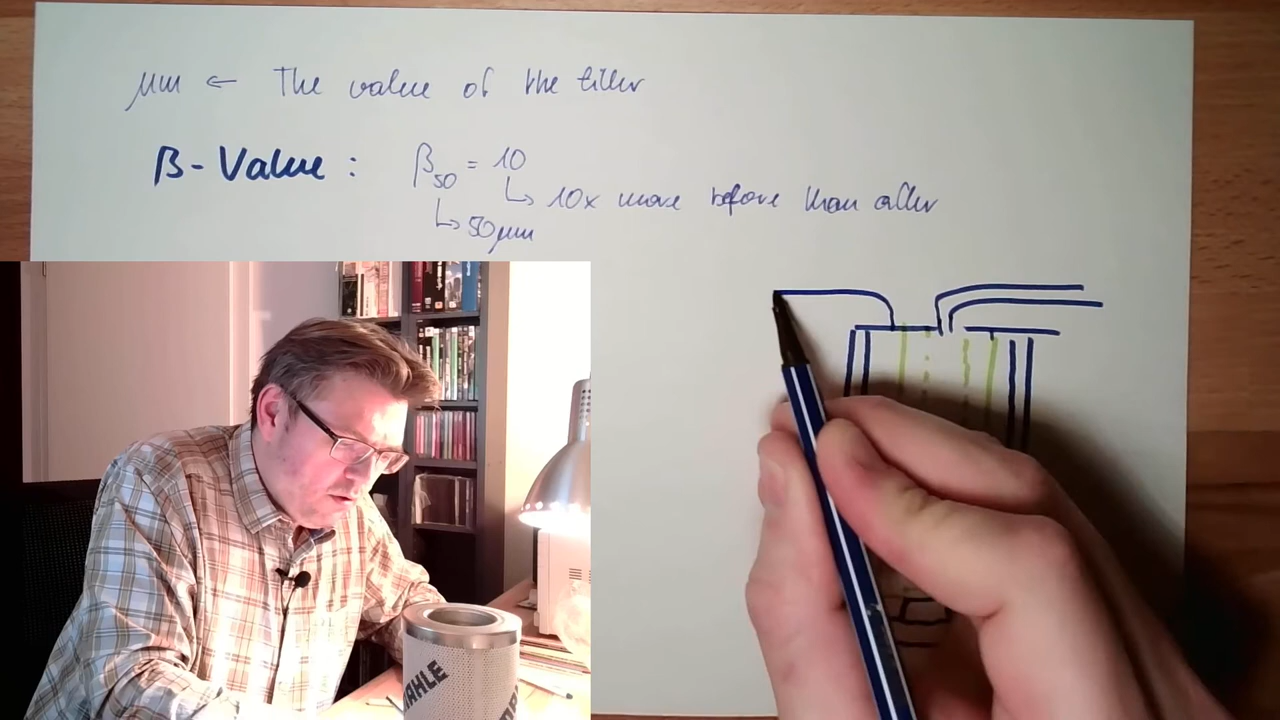 µm ← The value of the filter
β-Value: β50 = 10
↳ 10x more before than after
↳ 50µm
MAHLE